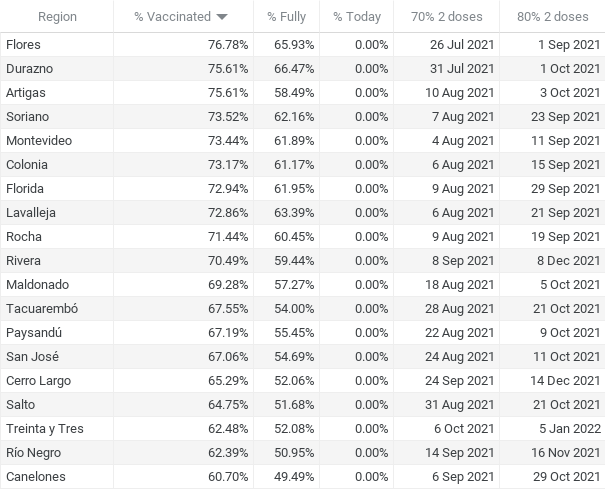 Region % Vaccinated % Fully % Today 70% 2 doses 80% 2 doses
Flores 76.78% 65.93% 0.00% 26 Jul 2021 1 Sep 2021
Durazno 75.61% 66.47% 0.00% 31 Jul 2021 1 Oct 2021
Artigas 75.61% 58.49% 0.00% 10 Aug 2021 3 Oct 2021
Soriano 73.52% 62.16% 0.00% 7 Aug 2021 23 Sep 2021
Montevideo 73.44% 61.89% 0.00% 4 Aug 2021 11 Sep 2021
Colonia 73.17% 61.17% 0.00% 6 Aug 2021 15 Sep 2021
Florida 72.94% 61.95% 0.00% 9 Aug 2021 29 Sep 2021
Lavalleja 72.86% 63.39% 0.00% 6 Aug 2021 21 Sep 2021
Rocha 71.44% 60.45% 0.00% 9 Aug 2021 19 Sep 2021
Rivera 70.49% 59.44% 0.00% 8 Sep 2021 8 Dec 2021
Maldonado 69.28% 57.27% 0.00% 18 Aug 2021 5 Oct 2021
Tacuarembó 67.55% 54.00% 0.00% 28 Aug 2021 21 Oct 2021
Paysandú 67.19% 55.45% 0.00% 22 Aug 2021 9 Oct 2021
San José 67.06% 54.69% 0.00% 24 Aug 2021 11 Oct 2021
Cerro Largo 65.29% 52.06% 0.00% 24 Sep 2021 14 Dec 2021
Salto 64.75% 51.68% 0.00% 31 Aug 2021 21 Oct 2021
Treinta y Tres 62.48% 52.08% 0.00% 6 Oct 2021 5 Jan 2022
Río Negro 62.39% 50.95% 0.00% 14 Sep 2021 16 Nov 2021
Canelones 60.70% 49.49% 0.00% 6 Sep 2021 29 Oct 2021